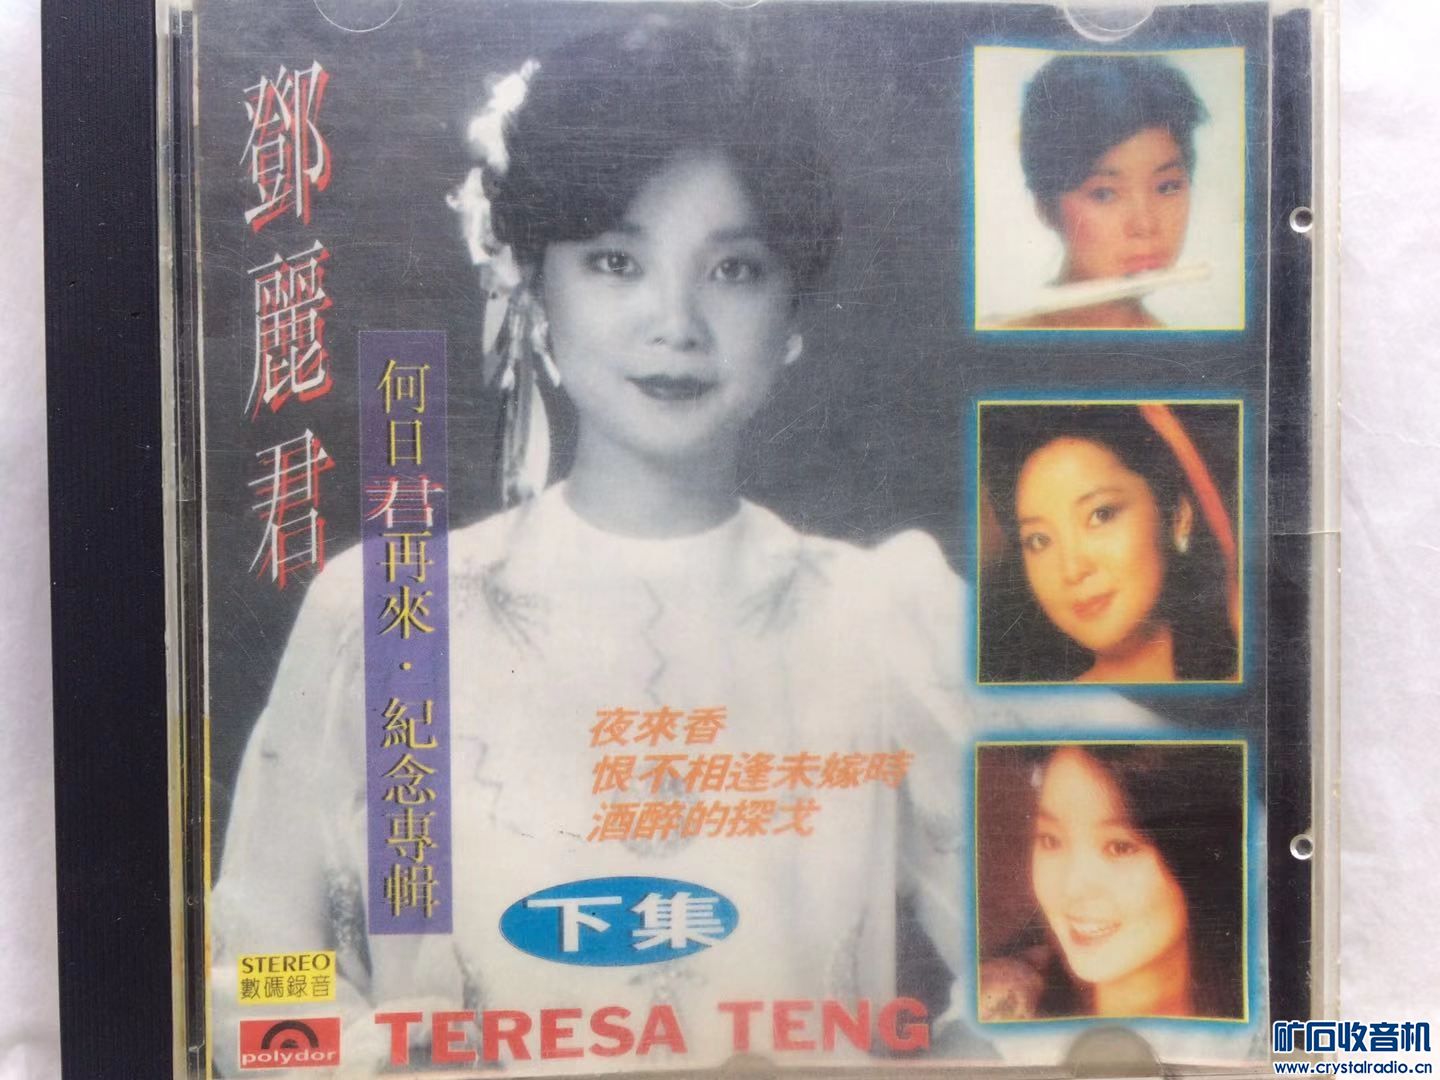 鄧麗君
何日君再來·紀念專輯
夜來香
恨不相逢未嫁時
酒醉的探戈
下集
STEREO
數碼錄音
polydor
TERESA TENG
矿石收音机
www.crystalradio.cn